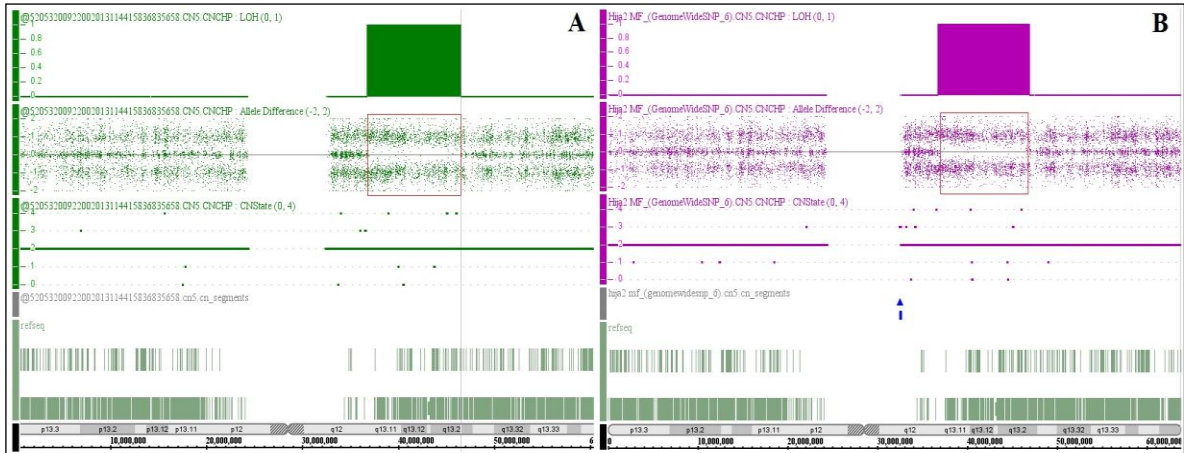 @52053200922002013114415836835658.CN5.CNCHP : LOH (0, 1)
A
1
0.8
0.6
0.4
0.2
0
@52053200922002013114415836835658.CN5.CNCHP : Allele Difference (-2, 2)
-1
-0
-1
-2
@52053200922002013114415836835658.CN5.CNCHP : CNState (0, 4)
4
3
2
1
0
@52053200922002013114415836835658.cn5.cn_segments
refseq
p13.3 p13.2 p13.12 p13.11 p12 q12 q13.11 q13.12 q13.2 q13.32 q13.33
10,000,000 20,000,000 30,000,000 40,000,000 50,000,000 6
Hija2 MF_(GenomeWideSNP_6).CN5.CNCHP : LOH (0, 1)
B
0.8
0.6
0.4
0.2
0
Hija2 MF_(GenomeWideSNP_6).CN5.CNCHP : Allele Difference (-2, 2)
-1
-0
-1
-2
Hija2 MF_(GenomeWideSNP_6).CN5.CNCHP : CNState (0, 4)
4
3
2
1
0
hija2 mf_(genomewidesnp_6).cn5.cn_segments
refseq
p13.3 p13.2 p13.11 p12 q12 q13.11 q13.12 q13.2 q13.32 q13.33
0 10,000,000 20,000,000 30,000,000 40,000,000 50,000,000 60,000,000